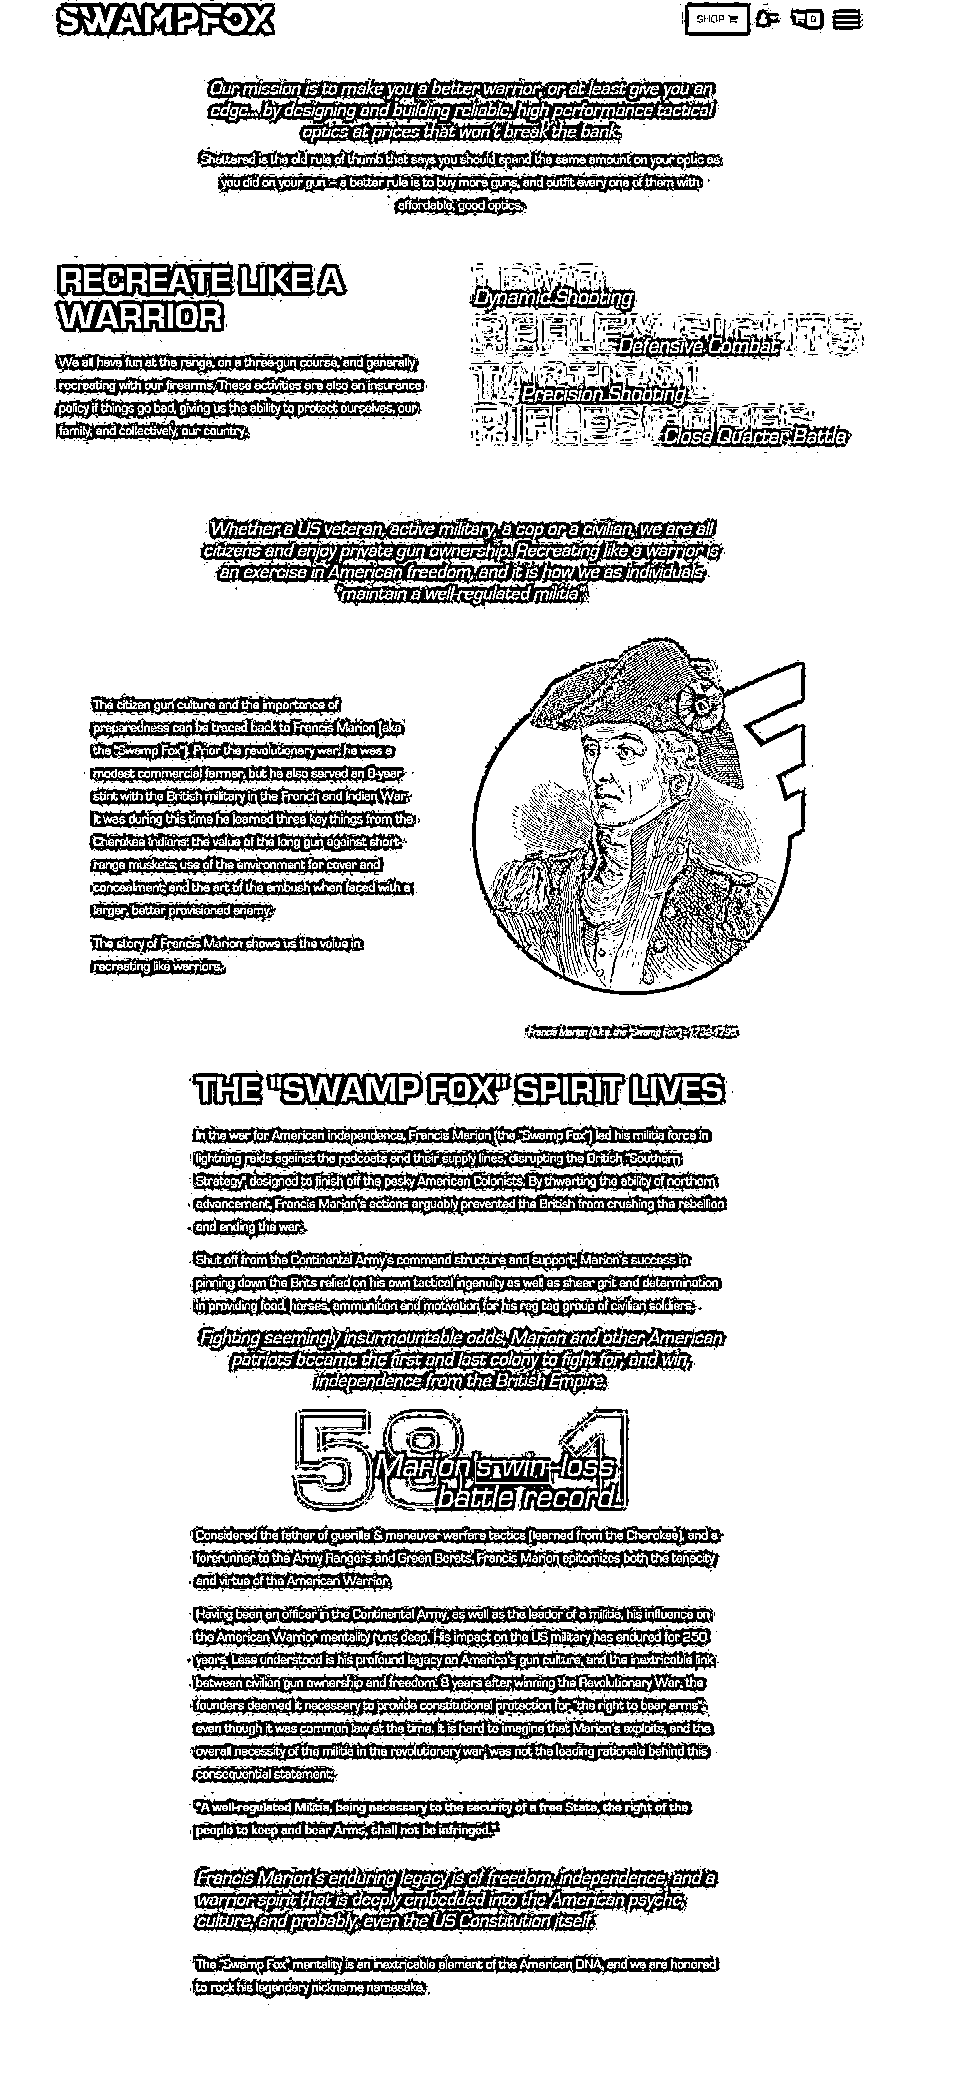 SWAMPFOX
SHOP
0
Our mission is to make you a better warrior, or at least give you an
edge... by designing and building reliable, high performance tactical
optics at prices that won't break the bank.
Shattered is the old rule of thumb that says you should spend the same amount on your optic as
you did on your gun – a better rule is to buy more guns, and outfit every one of them with
affordable, good optics.
RECREATE LIKE A
WARRIOR
We all have fun at the range, on a three-gun course, and generally
recreating with our firearms. These activities are also an insurance
policy if things go bad, giving us the ability to protect ourselves, our
family, and collectively, our country.
Dynamic Shooting
REFLEX SIGHTS
Defensive Combat
TACTICAL
Precision Shooting
RIFLESCOPES
Close Quarter Battle
Whether a US veteran, active military, a cop or a civilian, we are all
citizens and enjoy private gun ownership. Recreating like a warrior is
an exercise in American freedom, and it is how we as individuals
"maintain a well-regulated militia".
The citizen gun culture and the importance of
preparedness can be traced back to Francis Marion (aka
the "Swamp Fox"). Prior the revolutionary war, he was a
modest commercial farmer, but he also served an 8-year
stint with the British military in the French and Indian War.
It was during this time he learned three key things from the
Cherokee Indians: the value of the long gun against short-
range muskets; use of the environment for cover and
concealment; and the art of the ambush when faced with a
larger, better provisioned enemy.
The story of Francis Marion shows us the value in
recreating like warriors.
Francis Marion (a.k.a. the "Swamp Fox") - 1732-1795
THE "SWAMP FOX" SPIRIT LIVES
In the war for American independence, Francis Marion (the "Swamp Fox") led his militia force in
lightning raids against the redcoats and their supply lines, disrupting the British "Southern
Strategy" designed to finish off the pesky American Colonists. By thwarting the ability of northern
advancement, Francis Marion's actions arguably prevented the British from crushing the rebellion
and ending the war.
Shut off from the Continental Army's command structure and support, Marion's success in
pinning down the Brits relied on his own tactical ingenuity as well as sheer grit and determination
in providing food, horses, ammunition and motivation for his rag tag group of civilian soldiers.
Fighting seemingly insurmountable odds, Marion and other American
patriots became the first and last colony to fight for, and win,
independence from the British Empire.
58-1
Marion's win-loss
battle record.
Considered the father of guerilla & maneuver warfare tactics (learned from the Cherokee), and a
forerunner to the Army Rangers and Green Berets, Francis Marion epitomizes both the tenacity
and virtue of the American Warrior.
Having been an officer in the Continental Army, as well as the leader of a militia, his influence on
the American Warrior mentality runs deep. His impact on the US military has endured for 250
years. Less understood is his profound legacy on America's gun culture, and the inextricable link
between civilian gun ownership and freedom. 8 years after winning the Revolutionary War, the
founders deemed it necessary to provide constitutional protection for "the right to bear arms",
even though it was common law at the time. It is hard to imagine that Marion's exploits, and the
overall necessity of the militia in the revolutionary war, was not the leading rationale behind this
consequential statement:
"A well-regulated Militia, being necessary to the security of a free State, the right of the
people to keep and bear Arms, shall not be infringed."
Francis Marion's enduring legacy is of freedom, independence, and a
warrior spirit that is deeply embedded into the American psyche,
culture, and probably, even the US Constitution itself.
The "Swamp Fox" mentality is an inextricable element of the American DNA, and we are honored
to rock his legendary nickname namesake.